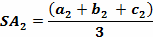 SA₂ = (a₂ + b₂ + c₂) / 3